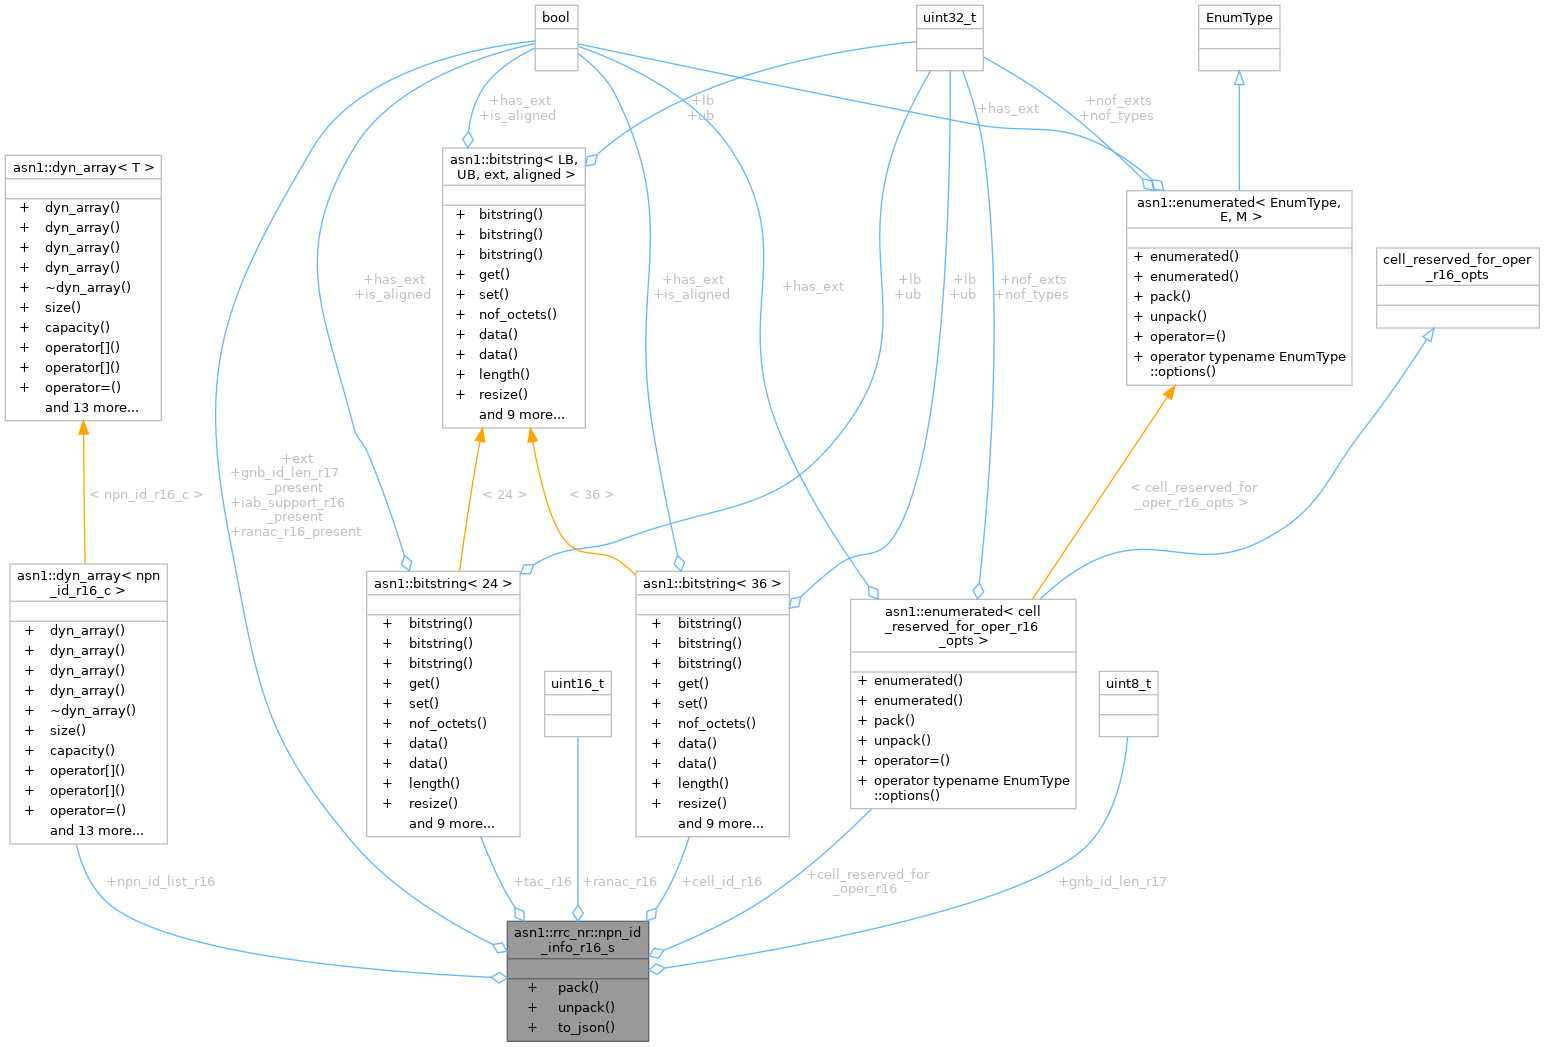 bool
uint32_t
EnumType
+has_ext
+is_aligned
+lb
+ub
+has_ext
+nof_exts
+nof_types
asn1::dyn_array< T >
+ dyn_array()
+ dyn_array()
+ dyn_array()
+ dyn_array()
+ ~dyn_array()
+ size()
+ capacity()
+ operator[]()
+ operator[]()
+ operator=()
and 13 more...
asn1::bitstring< LB,
UB, ext, aligned >
+ bitstring()
+ bitstring()
+ bitstring()
+ get()
+ set()
+ nof_octets()
+ data()
+ data()
+ length()
+ resize()
and 9 more...
asn1::enumerated< EnumType,
E, M >
+ enumerated()
+ enumerated()
+ pack()
+ unpack()
+ operator=()
+ operator typename EnumType
::options()
cell_reserved_for_oper
_r16_opts
+has_ext
+is_aligned
+has_ext
+is_aligned
+has_ext
+lb
+ub
+lb
+ub
+nof_exts
+nof_types
+ext
+gnb_id_len_r17
_present
+iab_support_r16
_present
+ranac_r16_present
< npn_id_r16_c >
< 24 >
< 36 >
< cell_reserved_for
_oper_r16_opts >
asn1::dyn_array< npn
_id_r16_c >
+ dyn_array()
+ dyn_array()
+ dyn_array()
+ dyn_array()
+ ~dyn_array()
+ size()
+ capacity()
+ operator[]()
+ operator[]()
+ operator=()
and 13 more...
asn1::bitstring< 24 >
+ bitstring()
+ bitstring()
+ bitstring()
+ get()
+ set()
+ nof_octets()
+ data()
+ data()
+ length()
+ resize()
and 9 more...
uint16_t
asn1::bitstring< 36 >
+ bitstring()
+ bitstring()
+ bitstring()
+ get()
+ set()
+ nof_octets()
+ data()
+ data()
+ length()
+ resize()
and 9 more...
asn1::enumerated< cell
_reserved_for_oper_r16
_opts >
+ enumerated()
+ enumerated()
+ pack()
+ unpack()
+ operator=()
+ operator typename EnumType
::options()
uint8_t
+npn_id_list_r16
+tac_r16
+ranac_r16
+cell_id_r16
+cell_reserved_for
_oper_r16
+gnb_id_len_r17
asn1::rrc_nr::npn_id
_info_r16_s
+ pack()
+ unpack()
+ to_json()